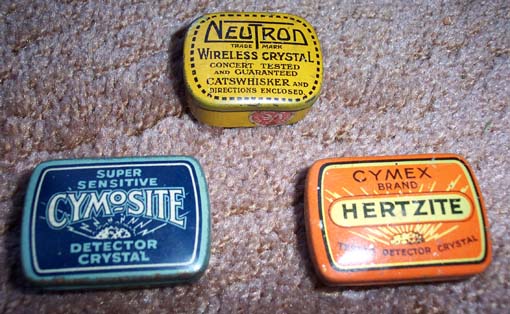 NEUTRON
TRADE MARK
WIRELESS CRYSTAL
CONCERT TESTED
AND GUARANTEED
CATSWHISKER AND
DIRECTIONS ENCLOSED
SUPER
SENSITIVE
CYMOSITE
DETECTOR
CRYSTAL
CYMEX
BRAND
HERTZITE
DETECTOR CRYSTAL